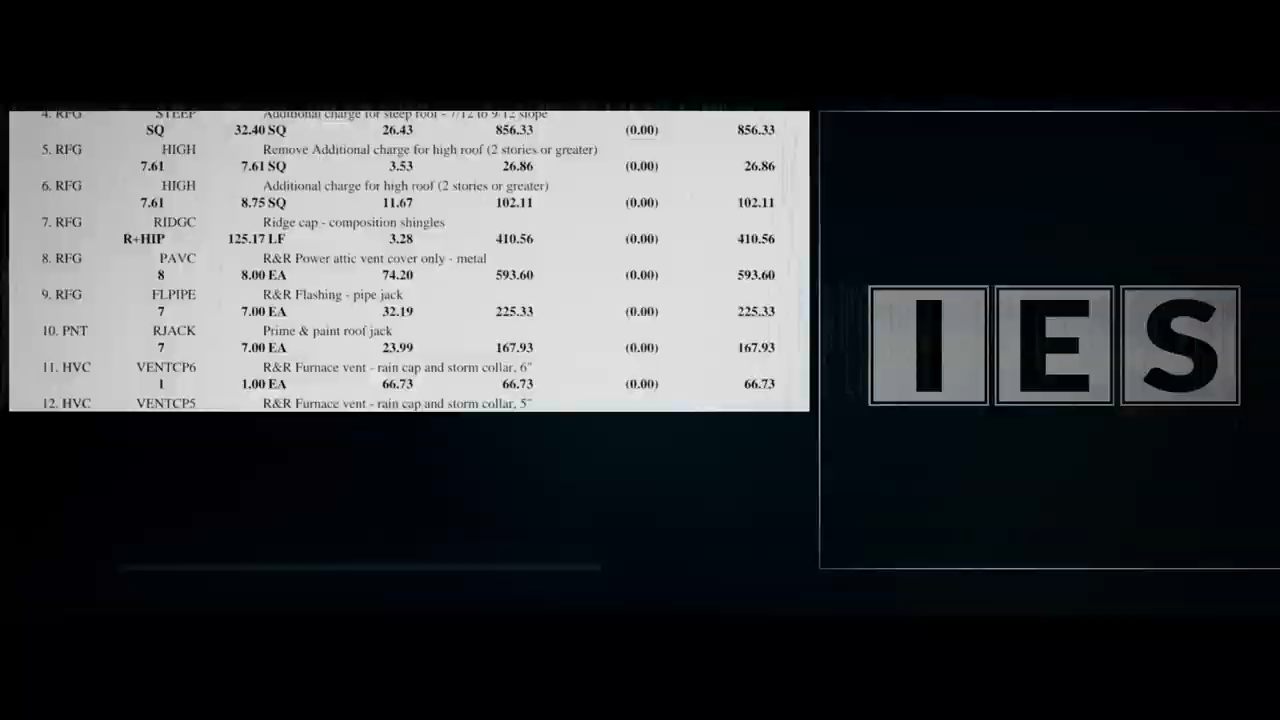 4. RFG STEEP Additional charge for steep roof - 7/12 to 9/12 slope
SQ 32.40 SQ 26.43 856.33 (0.00) 856.33
5. RFG HIGH Remove Additional charge for high roof (2 stories or greater)
7.61 7.61 SQ 3.53 26.86 (0.00) 26.86
6. RFG HIGH Additional charge for high roof (2 stories or greater)
7.61 8.75 SQ 11.67 102.11 (0.00) 102.11
7. RFG RIDGC Ridge cap - composition shingles
R+HIP 125.17 LF 3.28 410.56 (0.00) 410.56
8. RFG PAVC R&R Power attic vent cover only - metal
8 8.00 EA 74.20 593.60 (0.00) 593.60
9. RFG FLPIPE R&R Flashing - pipe jack
7 7.00 EA 32.19 225.33 (0.00) 225.33
10. PNT RJACK Prime & paint roof jack
7 7.00 EA 23.99 167.93 (0.00) 167.93
11. HVC VENTCP6 R&R Furnace vent - rain cap and storm collar, 6"
1 1.00 EA 66.73 66.73 (0.00) 66.73
12. HVC VENTCP5 R&R Furnace vent - rain cap and storm collar, 5"
IES